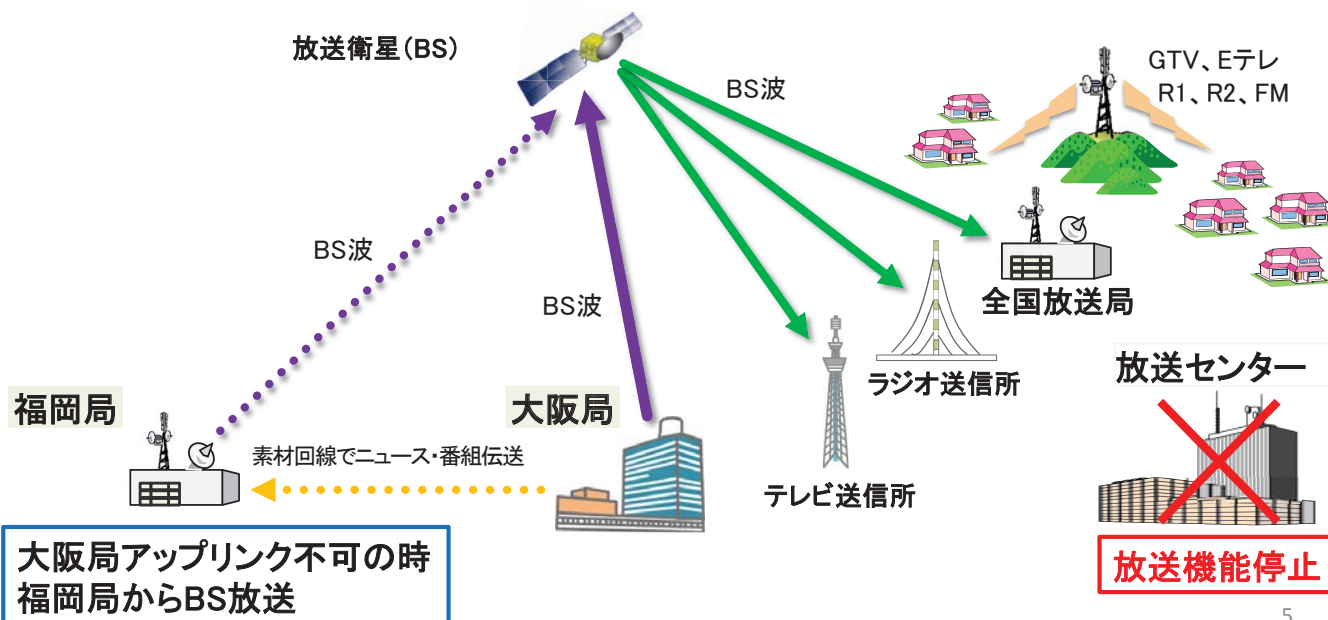 放送衛星(BS)
GTV、Eテレ
R1、R2、FM
BS波
BS波
BS波
全国放送局
ラジオ送信所
テレビ送信所
放送センター
放送機能停止
福岡局
大阪局
素材回線でニュース・番組伝送
大阪局アップリンク不可の時
福岡局からBS放送
5